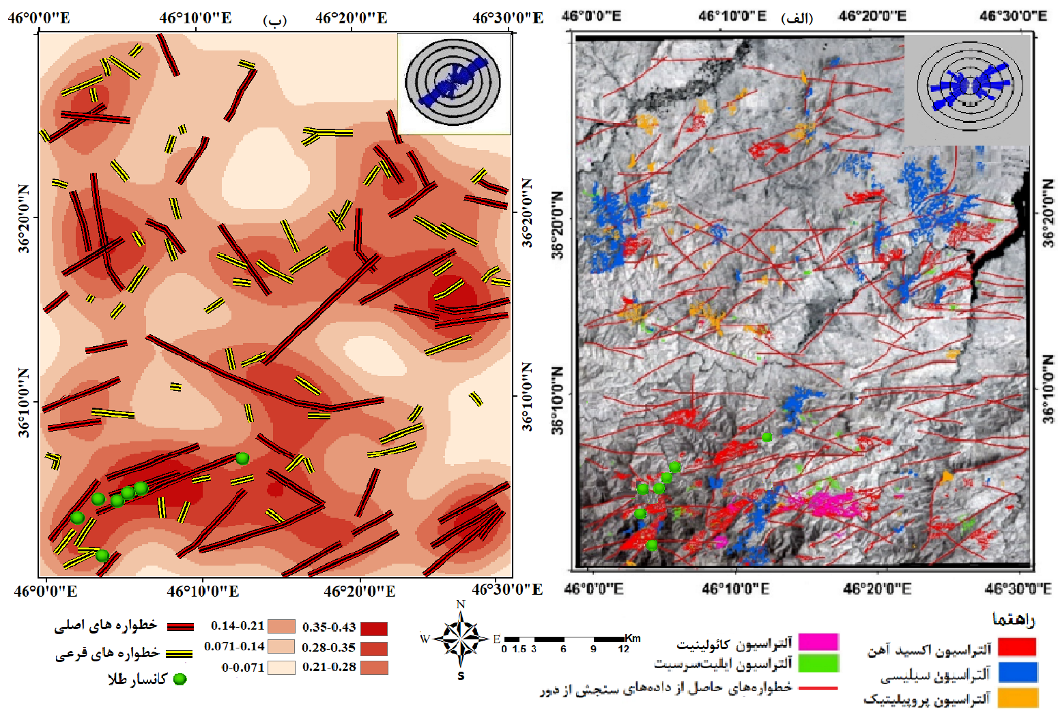 46°0'0"E 46°10'0"E (ب) 46°20'0"E 46°30'0"E
46°0'0"E 46°10'0"E (الف) 46°20'0"E 46°30'0"E
36°20'0"N 36°20'0"N 36°20'0"N 36°20'0"N
36°10'0"N 36°10'0"N 36°10'0"N 36°10'0"N
46°0'0"E 46°10'0"E 46°20'0"E 46°30'0"E
46°0'0"E 46°10'0"E 46°20'0"E 46°30'0"E
خطواره های اصلی
خطواره های فرعی
کانسار طلا
0.14-0.21
0.071-0.14
0-0.071
0.35-0.43
0.28-0.35
0.21-0.28
N
W E
S
0 1.5 3 6 9 12 Km
راهنما
آلتراسیون کائولینیت
آلتراسیون ایلیت‌سرسیت
خطواره‌های حاصل از داده‌های سنجش از دور
آلتراسیون اکسید آهن
آلتراسیون سیلیسی
آلتراسیون پروپیلیتیک